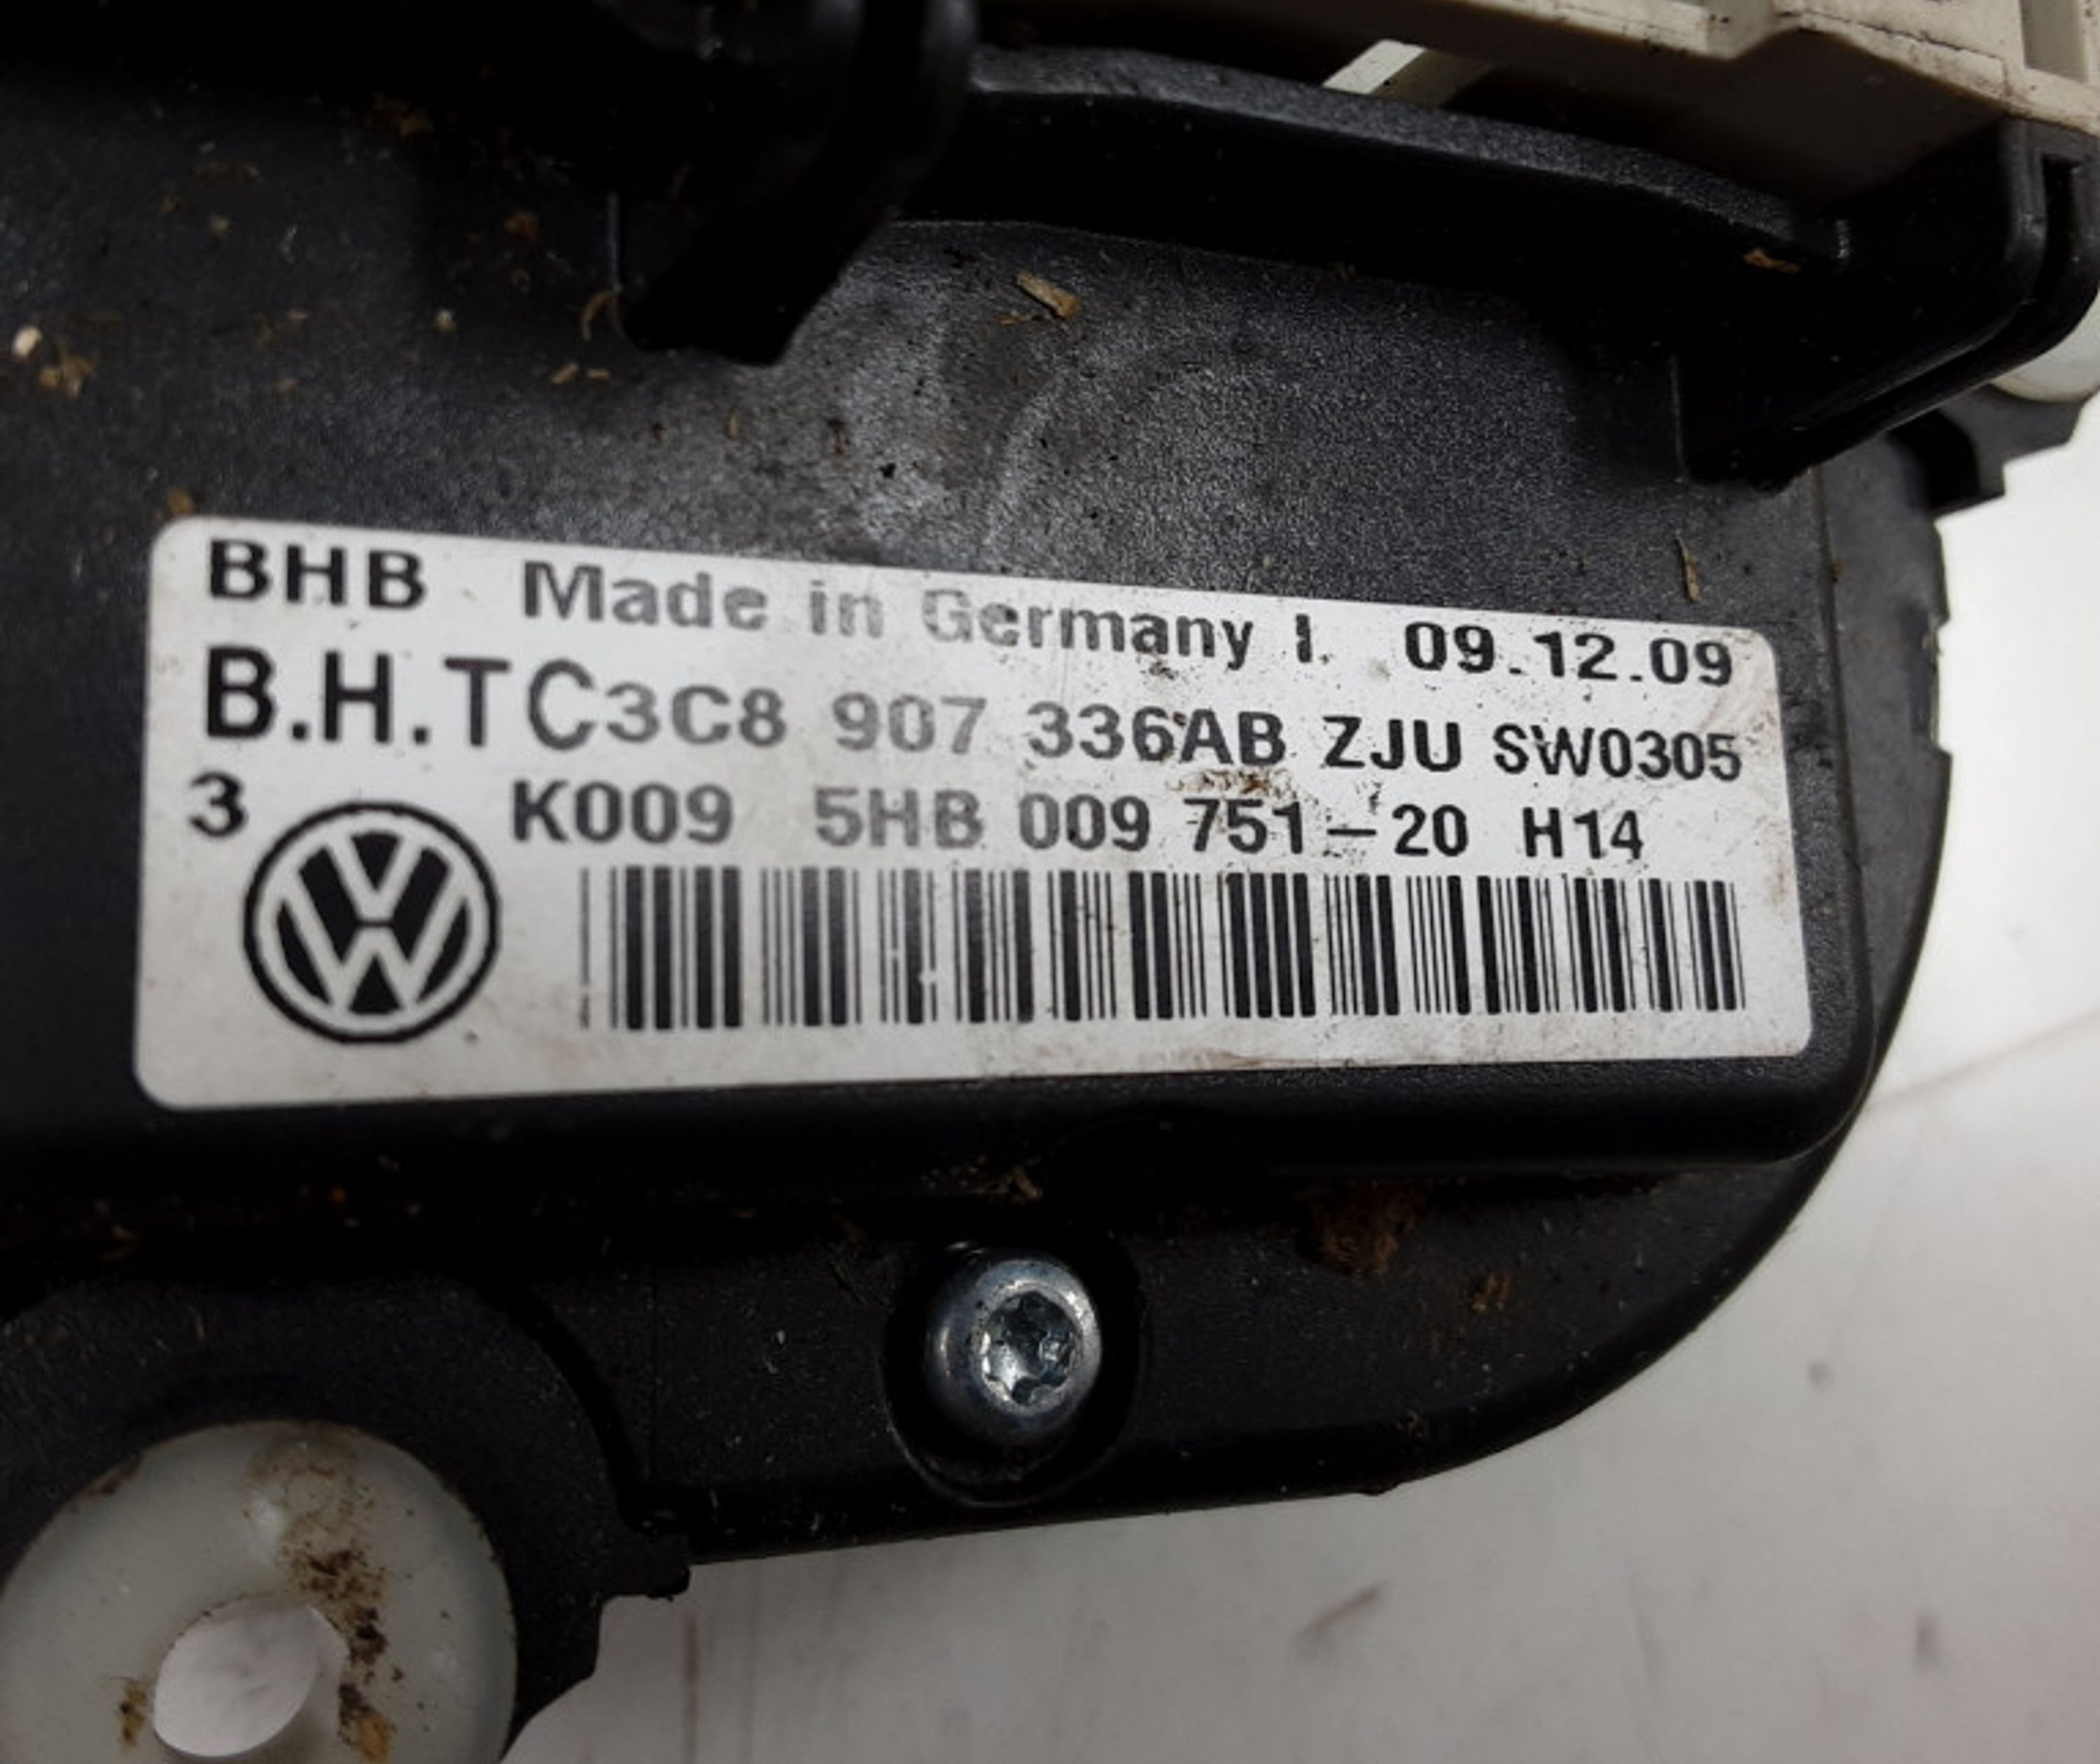 BHB Made in Germany I. 09.12.09
B.H.TC3C8 907 336AB ZJU SW0305
3 K009 5HB 009 751-20 H14